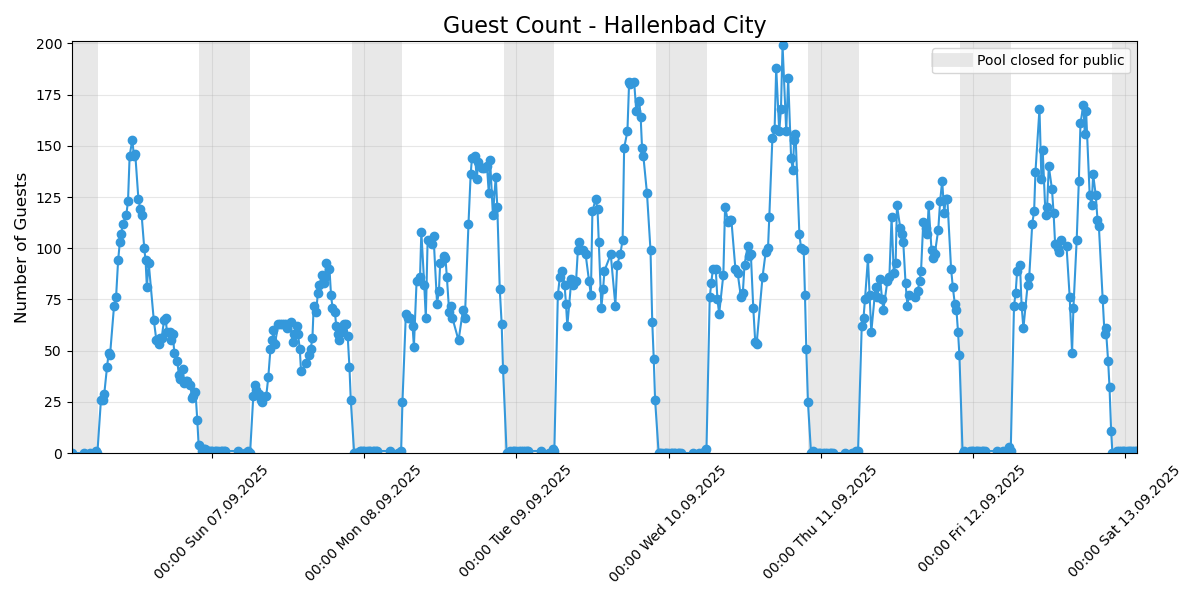 Guest Count - Hallenbad City
Pool closed for public
Number of Guests
200
175
150
125
100
75
50
25
0
00:00 Sun 07.09.2025
00:00 Mon 08.09.2025
00:00 Tue 09.09.2025
00:00 Wed 10.09.2025
00:00 Thu 11.09.2025
00:00 Fri 12.09.2025
00:00 Sat 13.09.2025